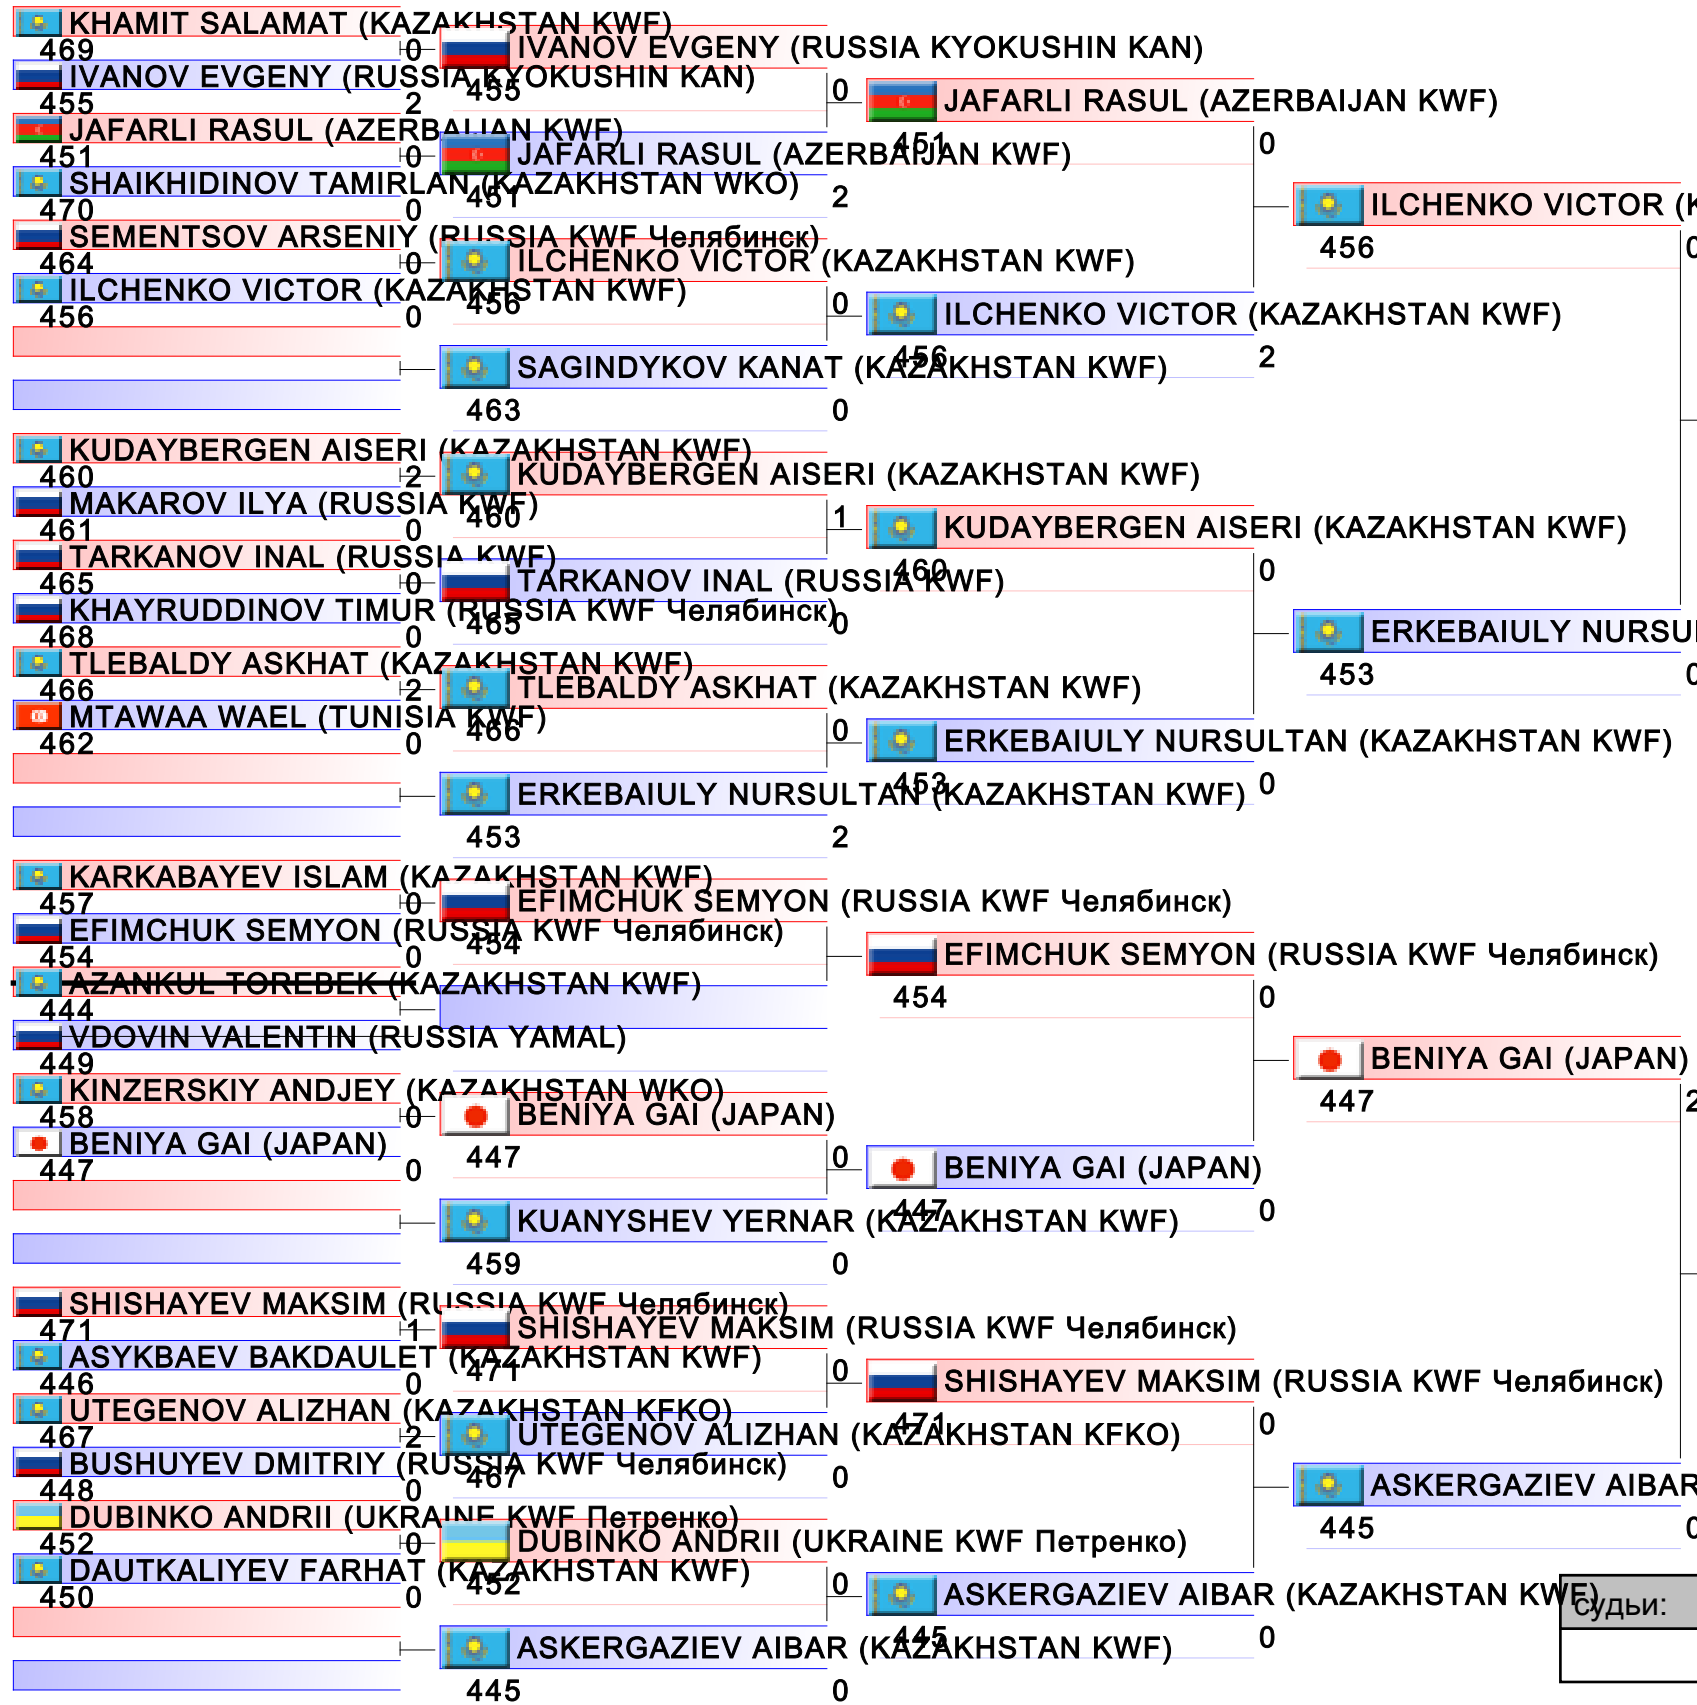 KHAMIT SALAMAT (KAZAKHSTAN KWF)
469
0
IVANOV EVGENY (RUSSIA KYOKUSHIN KAN)
455
2
JAFARLI RASUL (AZERBAIJAN KWF)
451
0
SHAIKHIDINOV TAMIRLAN (KAZAKHSTAN WKO)
470
0
SEMENTSOV ARSENIY (RUSSIA KWF Челябинск)
464
0
ILCHENKO VICTOR (KAZAKHSTAN KWF)
456
0
KUDAYBERGEN AISERI (KAZAKHSTAN KWF)
460
2
MAKAROV ILYA (RUSSIA KWF)
461
0
TARKANOV INAL (RUSSIA KWF)
465
0
KHAYRUDDINOV TIMUR (RUSSIA KWF Челябинск)
468
0
TLEBALDY ASKHAT (KAZAKHSTAN KWF)
466
2
MTAWAA WAEL (TUNISIA KWF)
462
0
KARKABAYEV ISLAM (KAZAKHSTAN KWF)
457
0
EFIMCHUK SEMYON (RUSSIA KWF Челябинск)
454
0
AZANKUL TOREBEK (KAZAKHSTAN KWF)
444
VDOVIN VALENTIN (RUSSIA YAMAL)
449
KINZERSKIY ANDJEY (KAZAKHSTAN WKO)
458
0
BENIYA GAI (JAPAN)
447
0
SHISHAYEV MAKSIM (RUSSIA KWF Челябинск)
471
1
ASYKBAEV BAKDAULET (KAZAKHSTAN KWF)
446
0
UTEGENOV ALIZHAN (KAZAKHSTAN KFKO)
467
2
BUSHUYEV DMITRIY (RUSSIA KWF Челябинск)
448
0
DUBINKO ANDRII (UKRAINE KWF Петренко)
452
0
DAUTKALIYEV FARHAT (KAZAKHSTAN KWF)
450
0
IVANOV EVGENY (RUSSIA KYOKUSHIN KAN)
455
0
JAFARLI RASUL (AZERBAIJAN KWF)
451
2
ILCHENKO VICTOR (KAZAKHSTAN KWF)
456
0
SAGINDYKOV KANAT (KAZAKHSTAN KWF)
463
0
KUDAYBERGEN AISERI (KAZAKHSTAN KWF)
460
1
TARKANOV INAL (RUSSIA KWF)
465
0
TLEBALDY ASKHAT (KAZAKHSTAN KWF)
466
0
ERKEBAIULY NURSULTAN (KAZAKHSTAN KWF)
453
2
EFIMCHUK SEMYON (RUSSIA KWF Челябинск)
454
BENIYA GAI (JAPAN)
447
0
KUANYSHEV YERNAR (KAZAKHSTAN KWF)
459
0
SHISHAYEV MAKSIM (RUSSIA KWF Челябинск)
471
0
UTEGENOV ALIZHAN (KAZAKHSTAN KFKO)
467
0
DUBINKO ANDRII (UKRAINE KWF Петренко)
452
0
ASKERGAZIEV AIBAR (KAZAKHSTAN KWF)
445
0
JAFARLI RASUL (AZERBAIJAN KWF)
451
0
ILCHENKO VICTOR (KAZAKHSTAN KWF)
456
2
KUDAYBERGEN AISERI (KAZAKHSTAN KWF)
460
0
ERKEBAIULY NURSULTAN (KAZAKHSTAN KWF)
453
0
EFIMCHUK SEMYON (RUSSIA KWF Челябинск)
454
0
BENIYA GAI (JAPAN)
447
0
SHISHAYEV MAKSIM (RUSSIA KWF Челябинск)
471
0
ASKERGAZIEV AIBAR (KAZAKHSTAN KWF)
445
0
ILCHENKO VICTOR (K
456
0
ERKEBAIULY NURSUL
453
0
BENIYA GAI (JAPAN)
447
2
ASKERGAZIEV AIBAR
445
0
судьи: